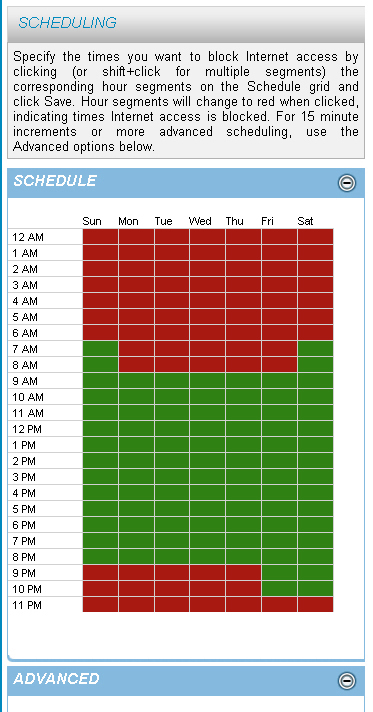 SCHEDULING
Specify the times you want to block Internet access by
clicking (or shift+click for multiple segments) the
corresponding hour segments on the Schedule grid and
click Save. Hour segments will change to red when clicked,
indicating times Internet access is blocked. For 15 minute
increments or more advanced scheduling, use the
Advanced options below.
SCHEDULE
Sun Mon Tue Wed Thu Fri Sat
12 AM
1 AM
2 AM
3 AM
4 AM
5 AM
6 AM
7 AM
8 AM
9 AM
10 AM
11 AM
12 PM
1 PM
2 PM
3 PM
4 PM
5 PM
6 PM
7 PM
8 PM
9 PM
10 PM
11 PM
ADVANCED